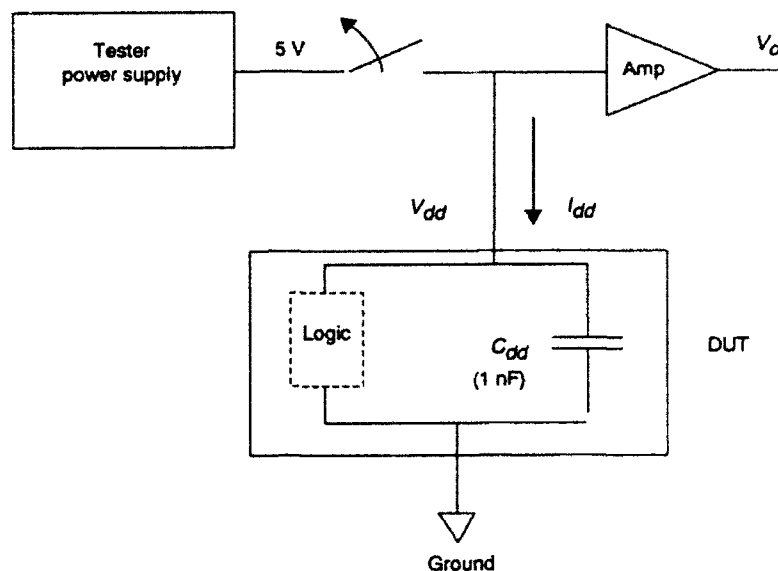 Tester
power supply
5 V
Amp
V
V_dd
I_dd
Logic
C_dd
(1 nF)
DUT
Ground